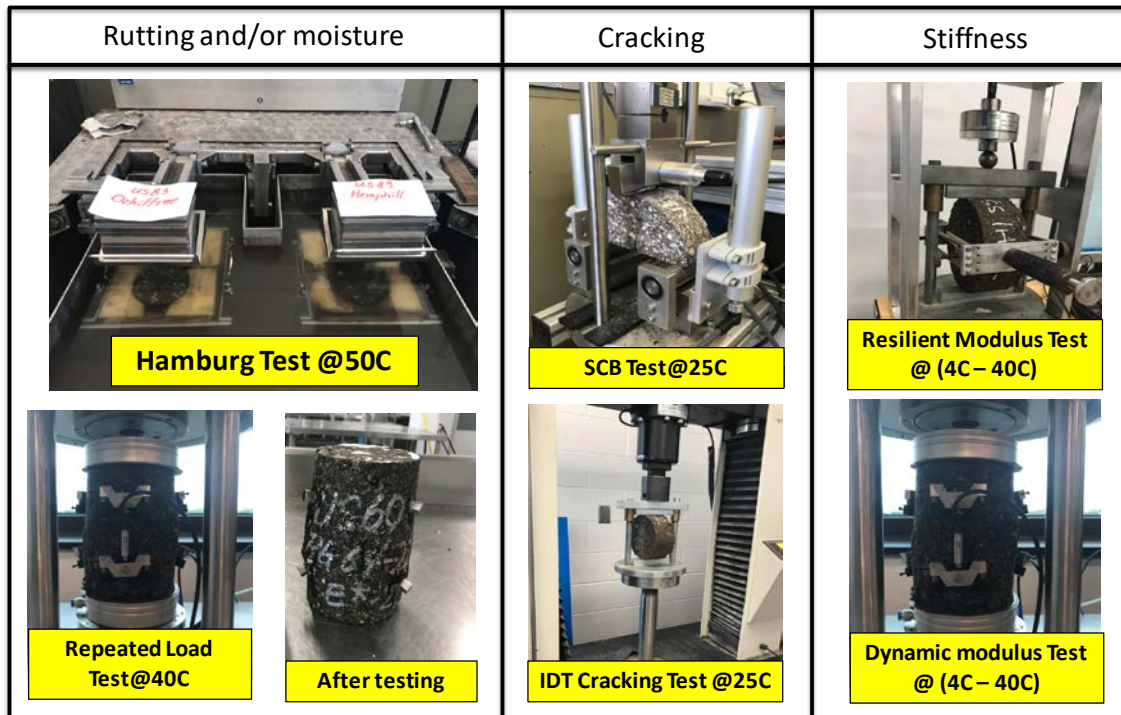 Rutting and/or moisture
Cracking
Stiffness
US83
Ochiltree
US83
Hemphill
Hamburg Test @50C
SCB Test@25C
Resilient Modulus Test
@ (4C – 40C)
Repeated Load
Test@40C
After testing
E*
IDT Cracking Test @25C
Dynamic modulus Test
@ (4C – 40C)